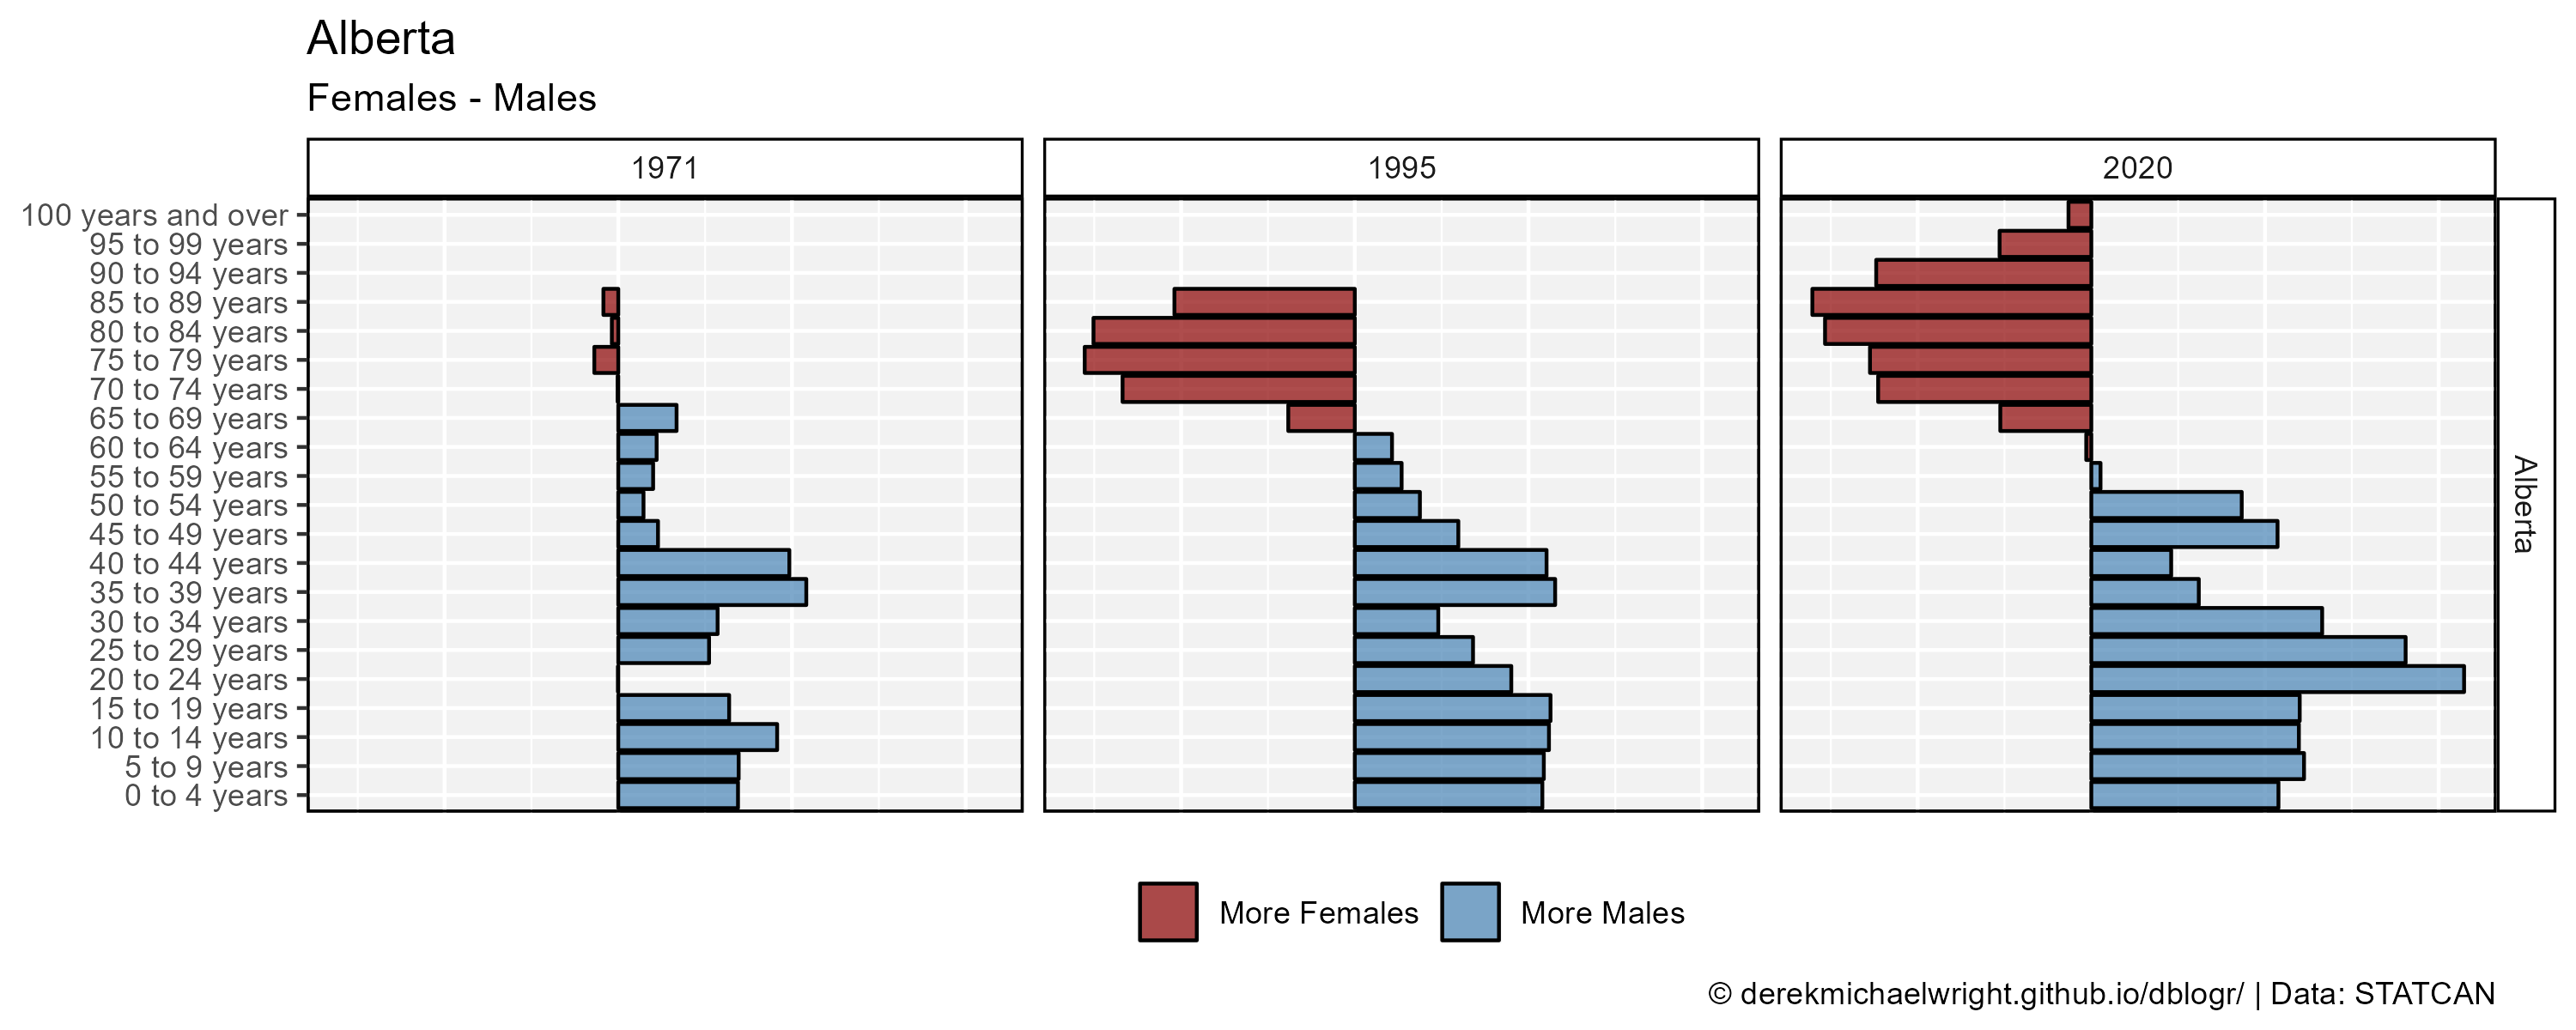 Alberta
Females - Males
1971
1995
2020
100 years and over
95 to 99 years
90 to 94 years
85 to 89 years
80 to 84 years
75 to 79 years
70 to 74 years
65 to 69 years
60 to 64 years
55 to 59 years
50 to 54 years
45 to 49 years
40 to 44 years
35 to 39 years
30 to 34 years
25 to 29 years
20 to 24 years
15 to 19 years
10 to 14 years
5 to 9 years
0 to 4 years
Alberta
More Females
More Males
© derekmichaelwright.github.io/dblogr/ | Data: STATCAN